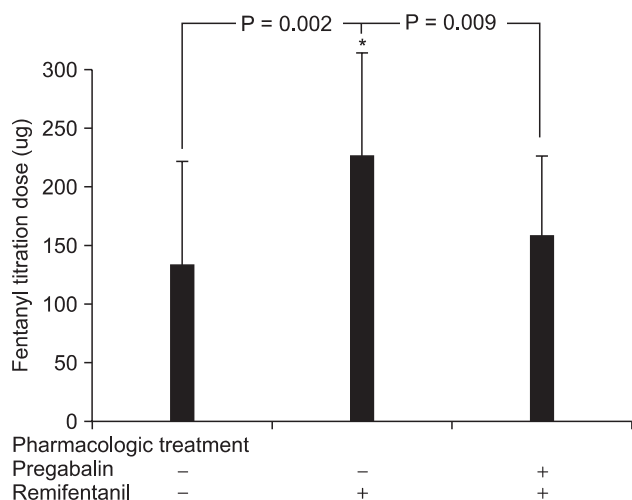 P = 0.002 P = 0.009
*
300
250
200
150
100
50
0
Fentanyl titration dose (ug)
Pharmacologic treatment
Pregabalin – – +
Remifentanil – + +